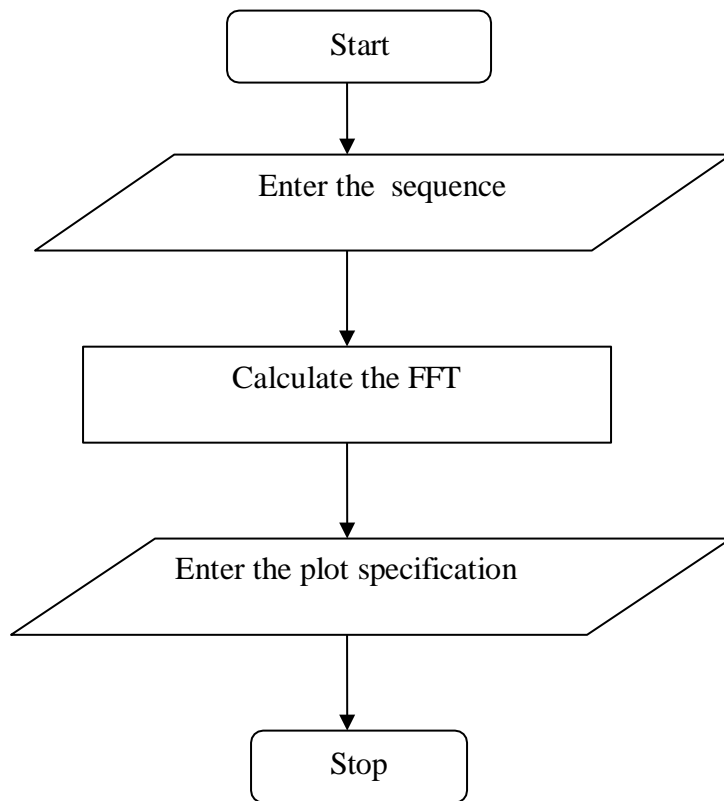 Start
Enter the  sequence
Calculate the FFT
Enter the plot specification
Stop